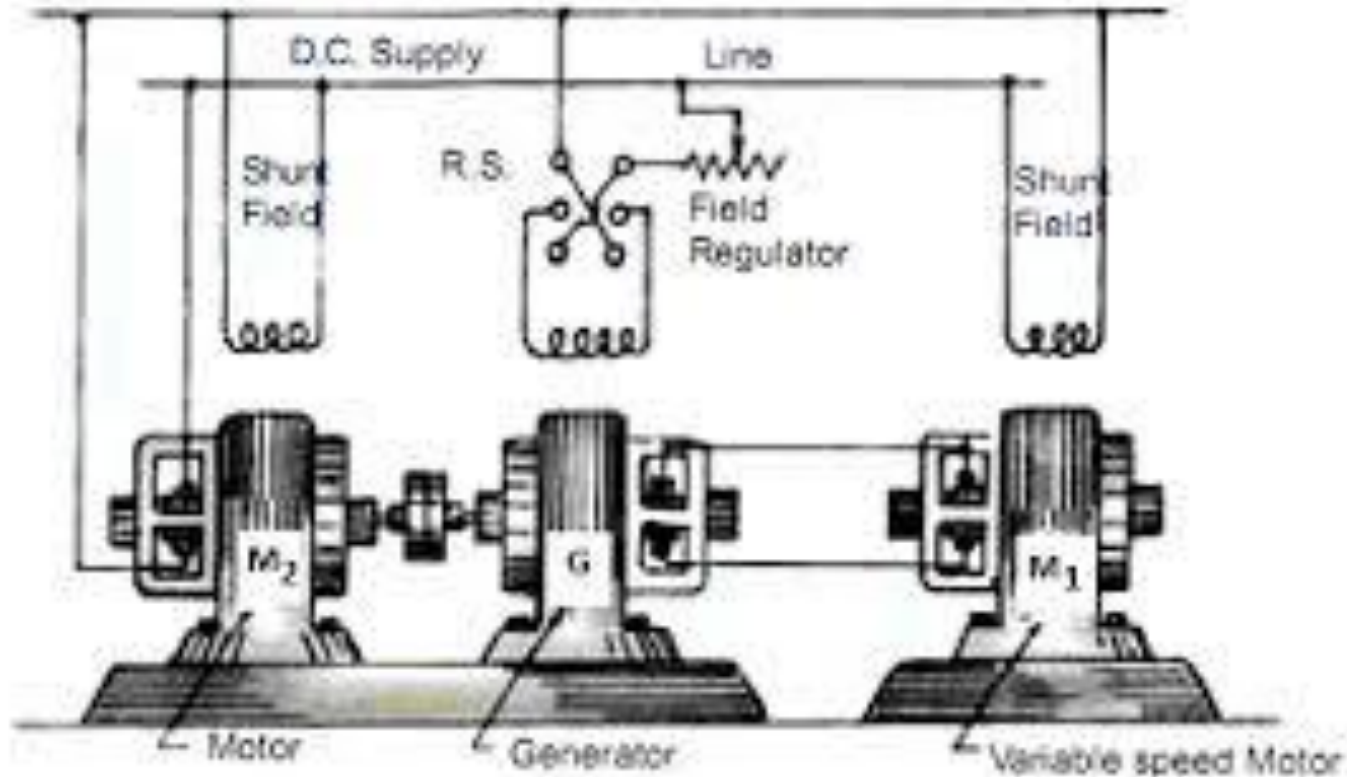 D.C. Supply Line
R.S.
Shunt
Field
Field
Regulator
Shunt
Field
M2
G
M1
Motor
Generator
Variable speed Motor